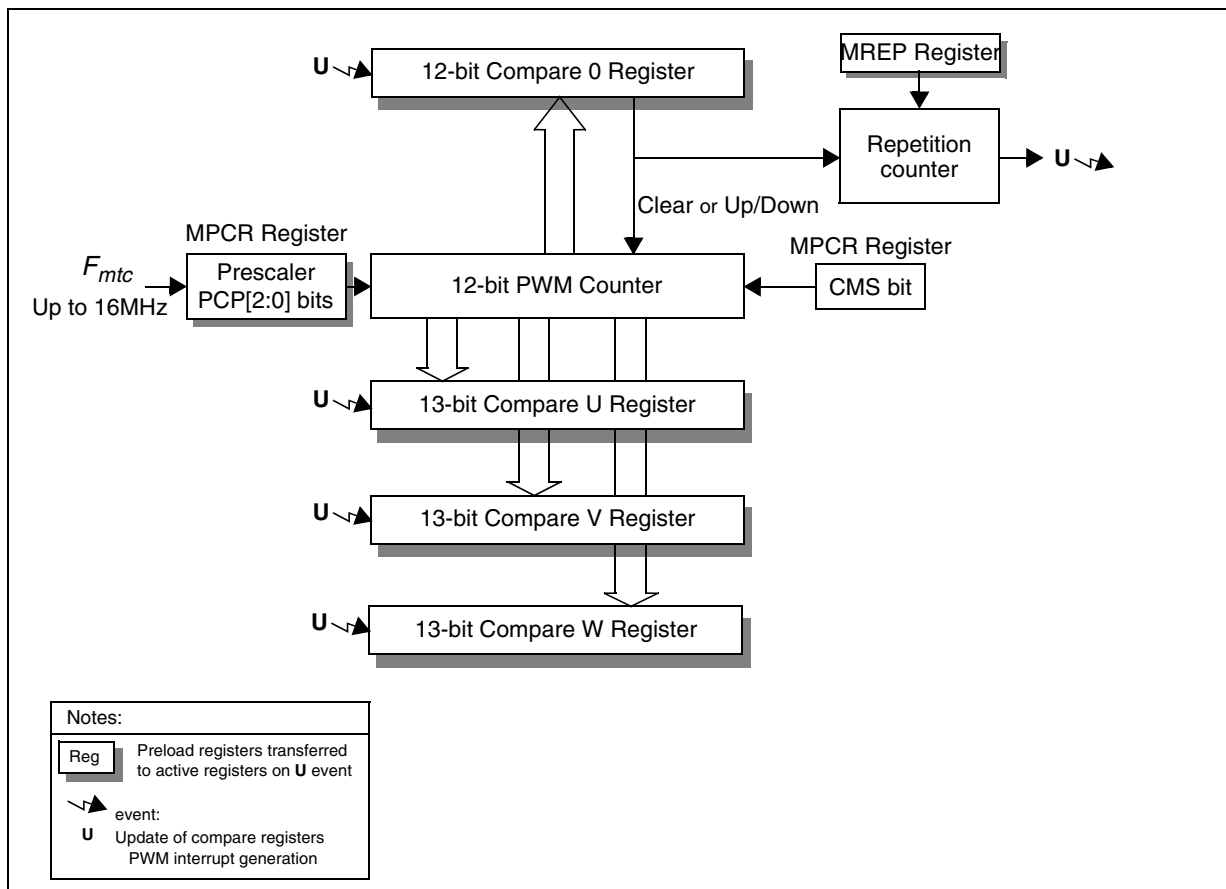 U
12-bit Compare 0 Register
MREP Register
Repetition
counter
U
Clear or Up/Down
MPCR Register
MPCR Register
Fmtc
Up to 16MHz
Prescaler
PCP[2:0] bits
12-bit PWM Counter
CMS bit
U
13-bit Compare U Register
U
13-bit Compare V Register
U
13-bit Compare W Register
Notes:
Reg
Preload registers transferred
to active registers on U event
event:
U Update of compare registers
PWM interrupt generation